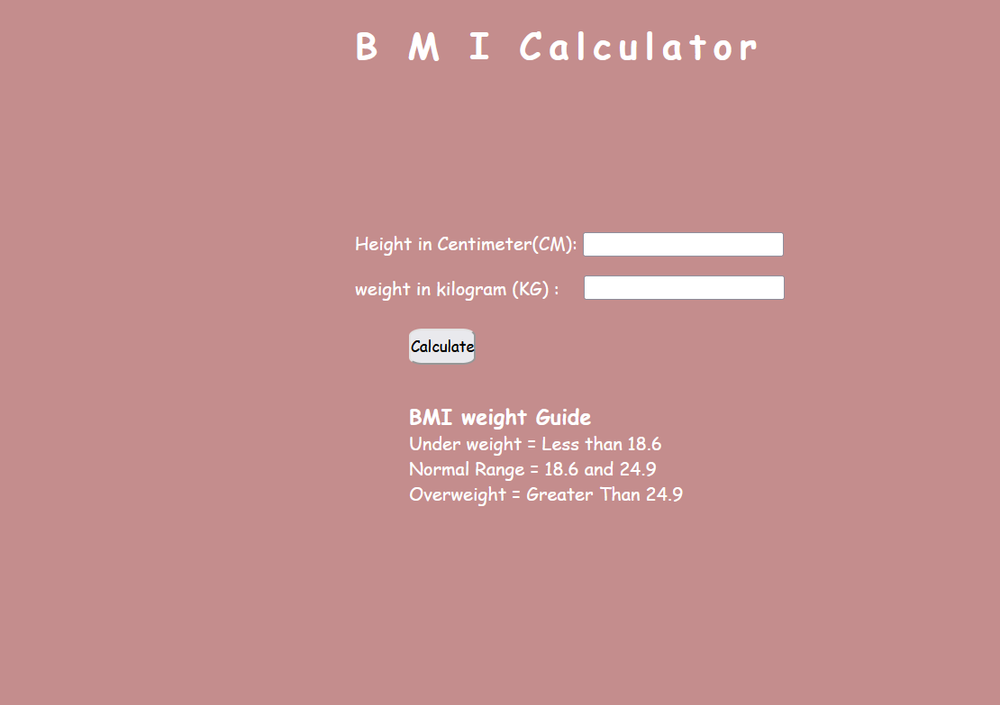 B M I Calculator
Height in Centimeter(CM):
weight in kilogram (KG) :
Calculate
BMI weight Guide
Under weight = Less than 18.6
Normal Range = 18.6 and 24.9
Overweight = Greater Than 24.9